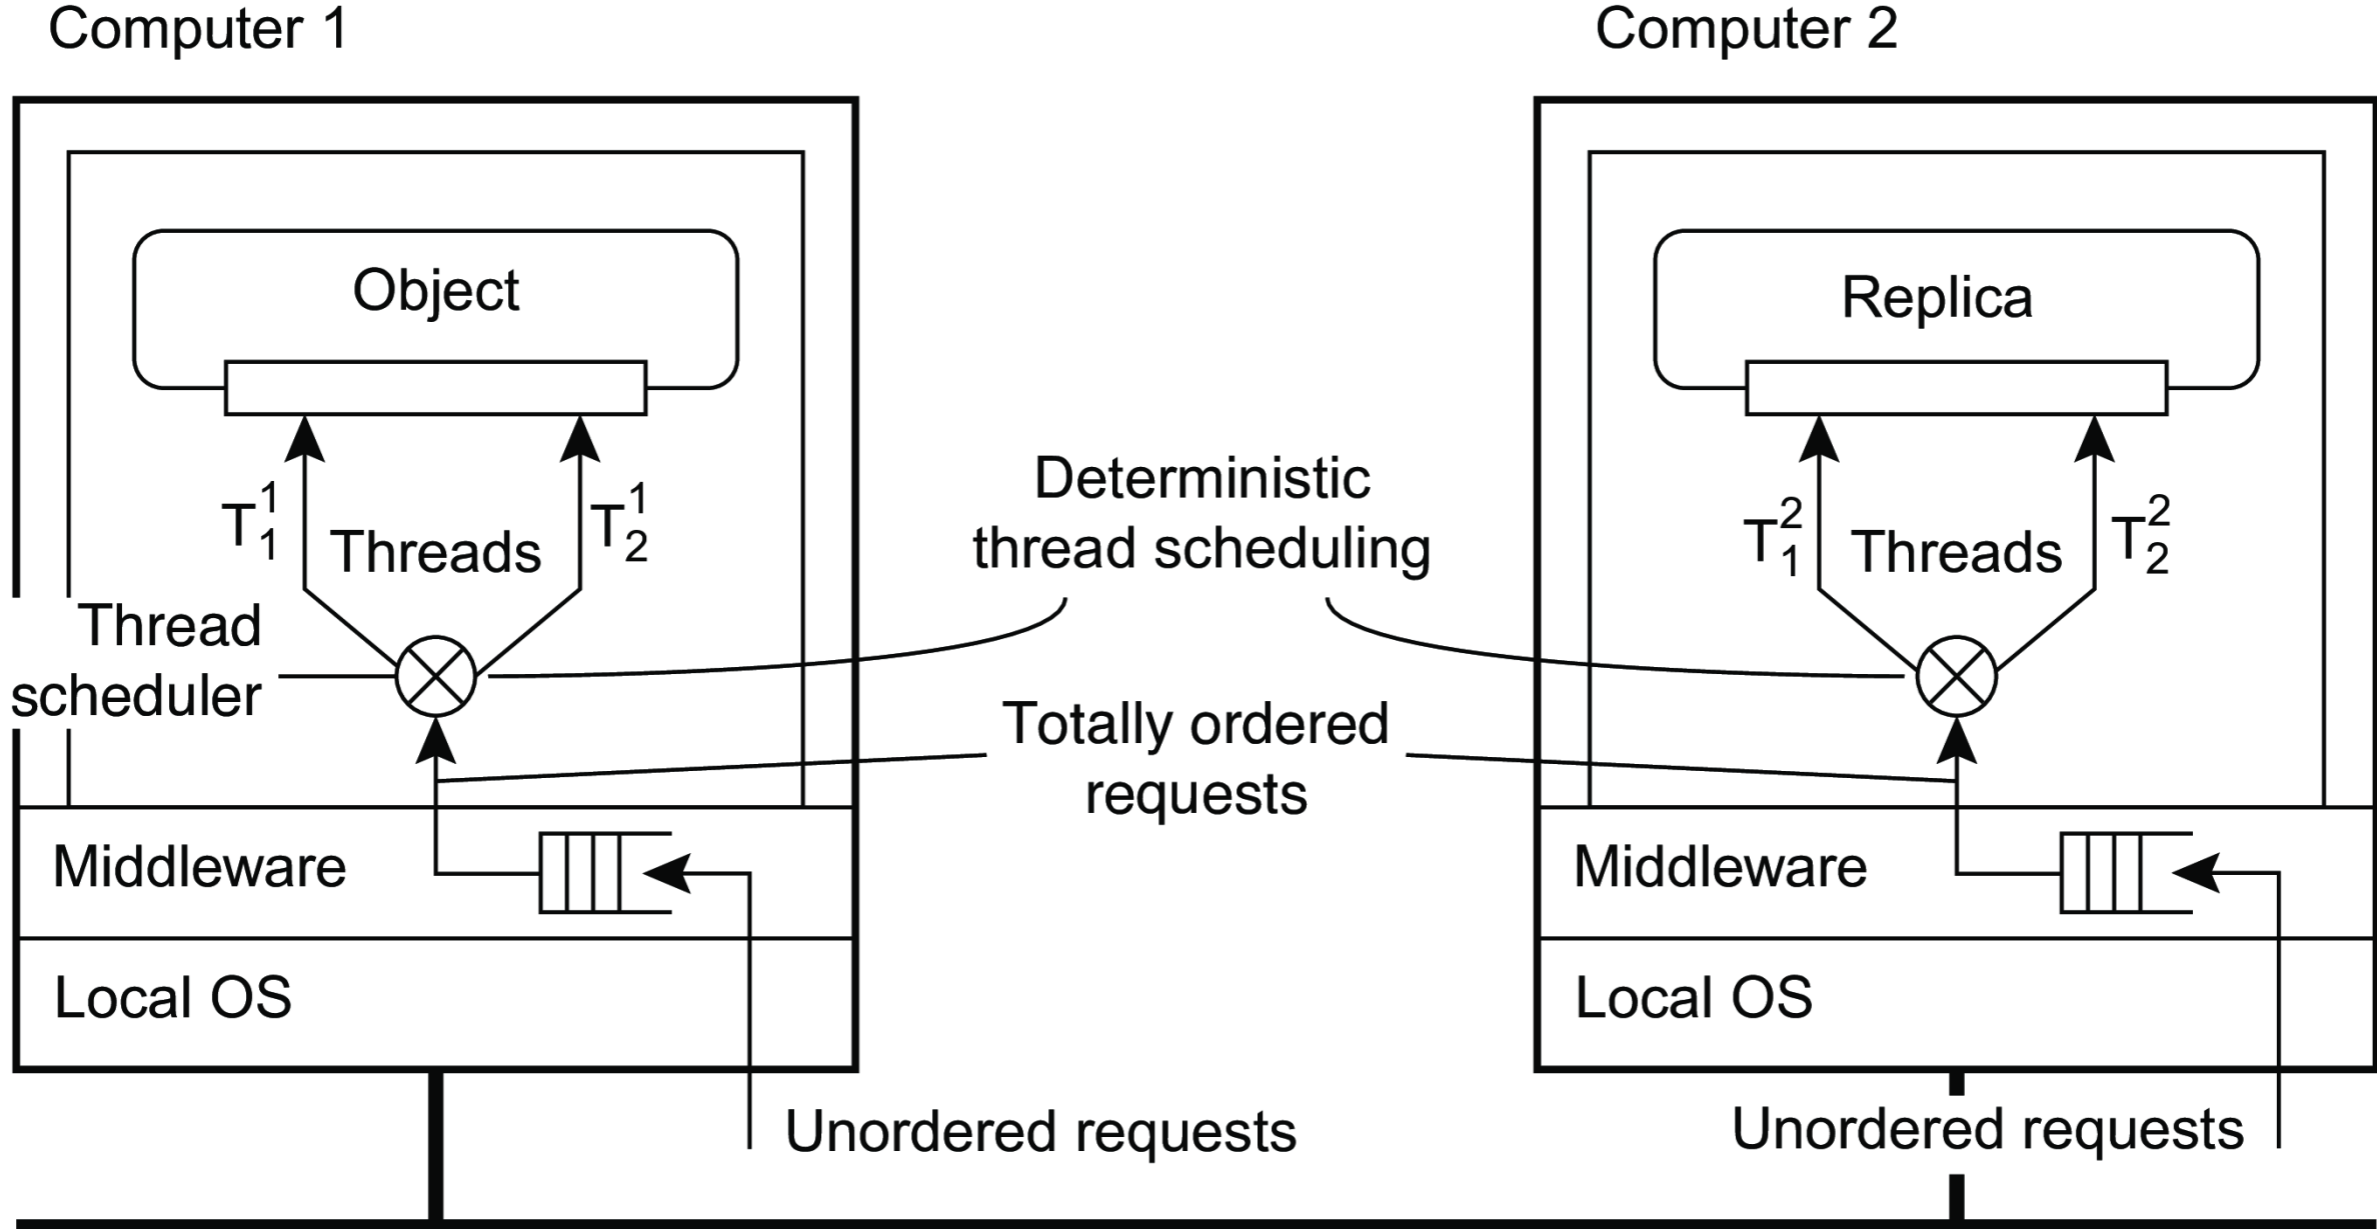 Computer 1
Computer 2
Object
Replica
T₁¹
Threads
T₂¹
Deterministic
thread scheduling
T₁²
Threads
T₂²
Thread
scheduler
Totally ordered
requests
Middleware
Middleware
Local OS
Local OS
Unordered requests
Unordered requests